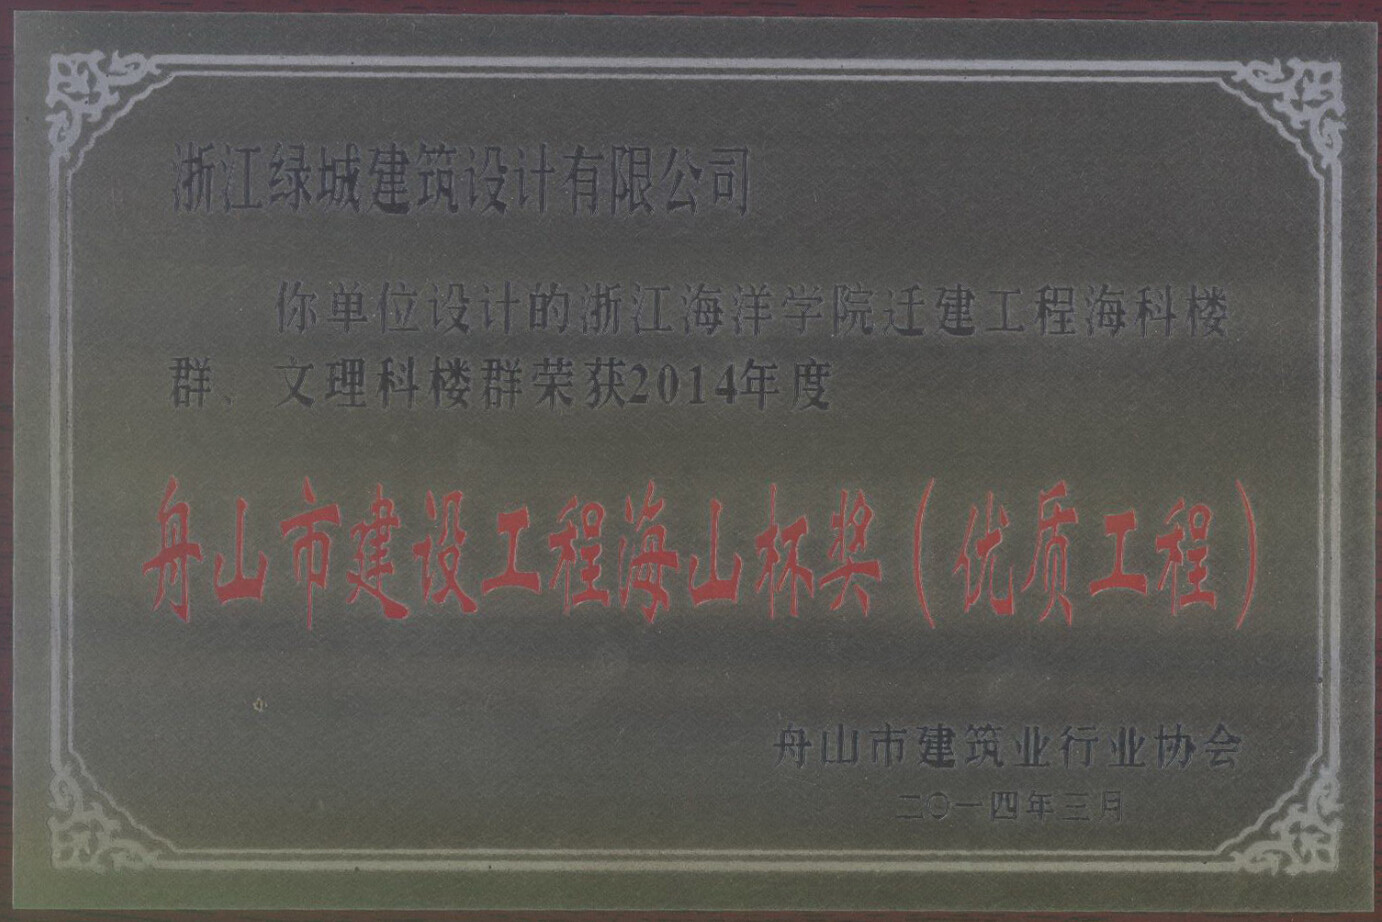 浙江绿城建筑设计有限公司
你单位设计的浙江海洋学院迁建工程海科楼
群、文理科楼群荣获2014年度
舟山市建设工程海山杯奖（优质工程）
舟山市建筑业行业协会
二〇一四年三月